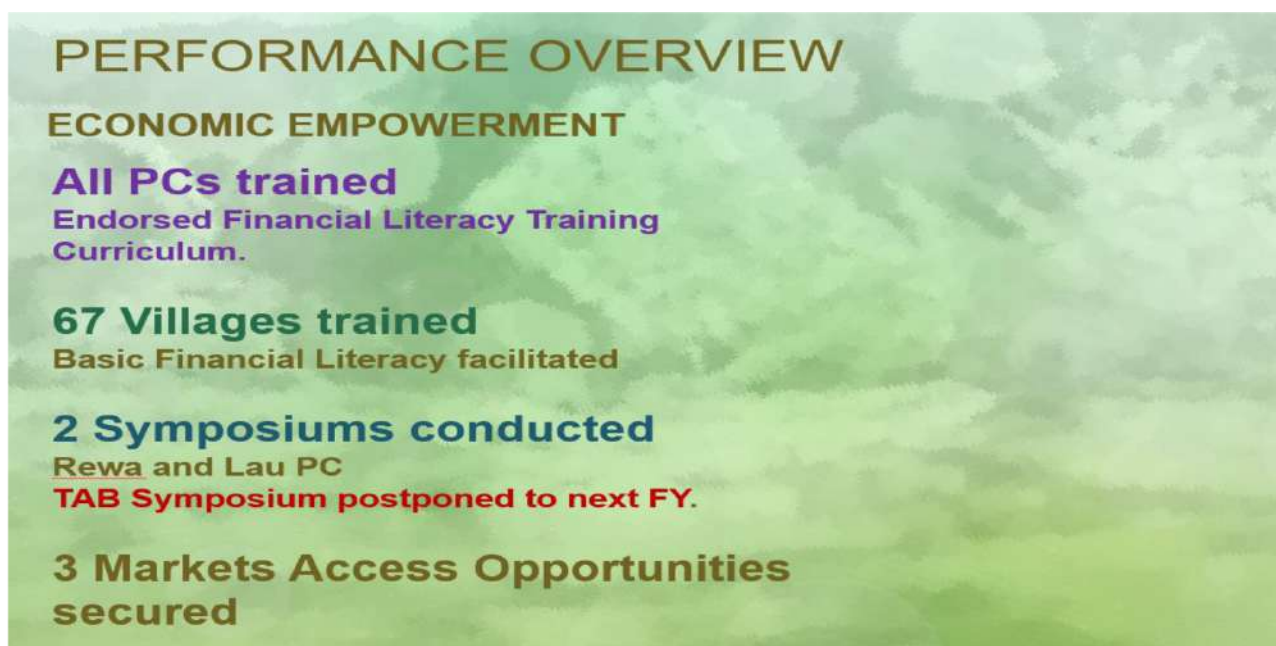 PERFORMANCE OVERVIEW
ECONOMIC EMPOWERMENT
All PCs trained
Endorsed Financial Literacy Training
Curriculum.
67 Villages trained
Basic Financial Literacy facilitated
2 Symposiums conducted
Rewa and Lau PC
TAB Symposium postponed to next FY.
3 Markets Access Opportunities
secured